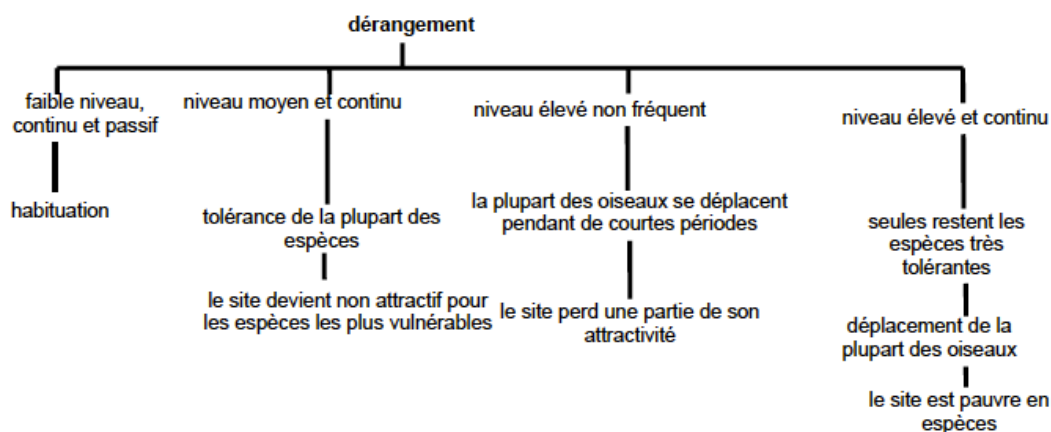 dérangement
faible niveau,
continu et passif
habituation
niveau moyen et continu
tolérance de la plupart des
espèces
le site devient non attractif pour
les espèces les plus vulnérables
niveau élevé non fréquent
la plupart des oiseaux se déplacent
pendant de courtes périodes
le site perd une partie de son
attractivité
niveau élevé et continu
seules restent les
espèces très
tolérantes
déplacement de la
plupart des oiseaux
le site est pauvre en
espèces